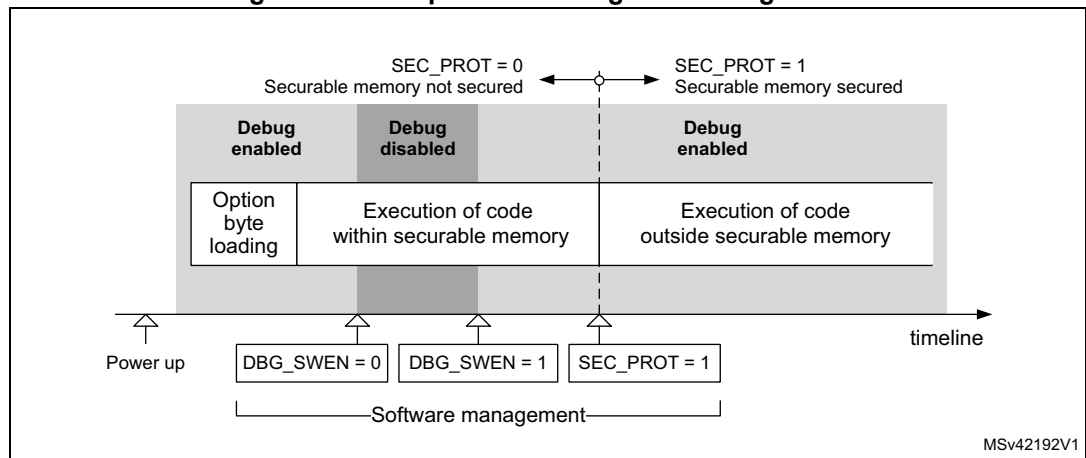 SEC_PROT = 0
Securable memory not secured
SEC_PROT = 1
Securable memory secured
Debug
enabled
Debug
disabled
Debug
enabled
Option
byte
loading
Execution of code
within securable memory
Execution of code
outside securable memory
timeline
Power up
DBG_SWEN = 0
DBG_SWEN = 1
SEC_PROT = 1
Software management
MSv42192V1